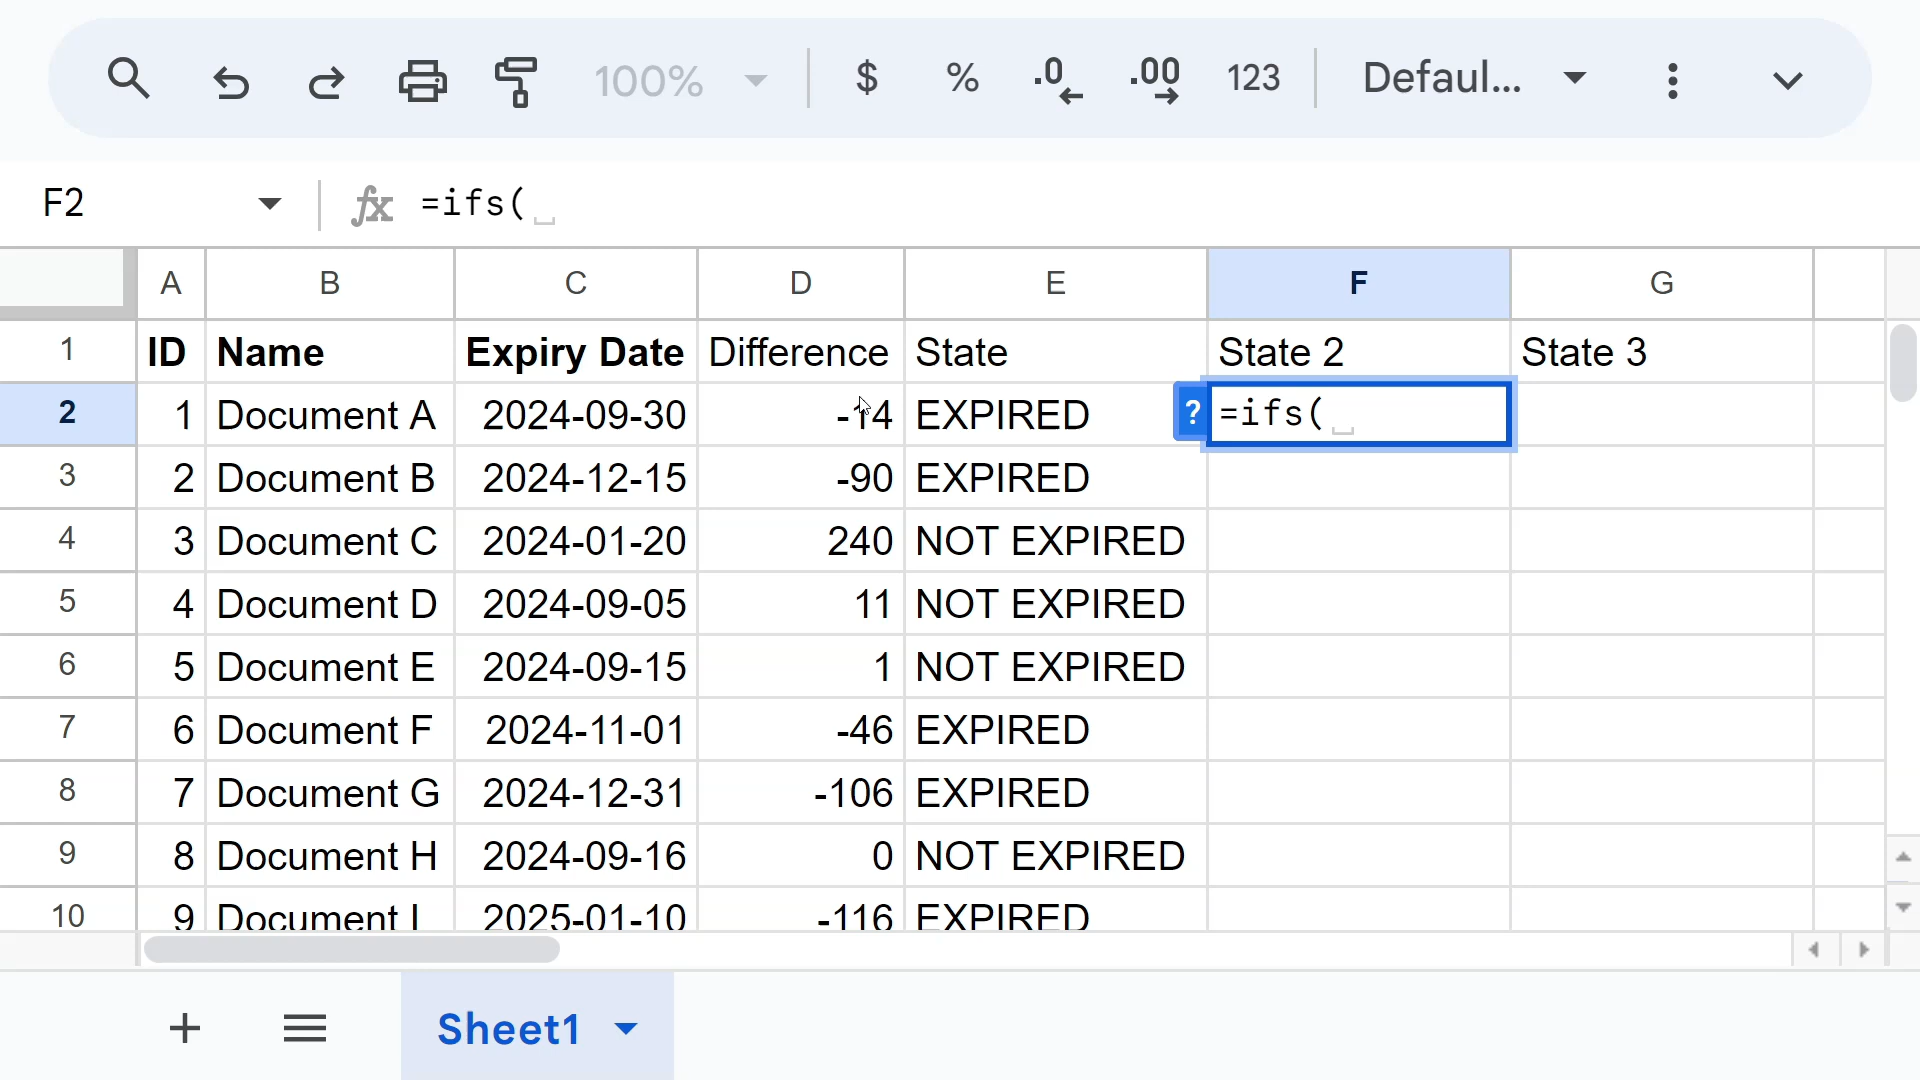 100% $ % .0 .00 123 Defaul...
F2 =ifs(
A B C D E F G
1 ID Name Expiry Date Difference State State 2 State 3
2 1 Document A 2024-09-30 -14 EXPIRED ? =ifs(
3 2 Document B 2024-12-15 -90 EXPIRED
4 3 Document C 2024-01-20 240 NOT EXPIRED
5 4 Document D 2024-09-05 11 NOT EXPIRED
6 5 Document E 2024-09-15 1 NOT EXPIRED
7 6 Document F 2024-11-01 -46 EXPIRED
8 7 Document G 2024-12-31 -106 EXPIRED
9 8 Document H 2024-09-16 0 NOT EXPIRED
10 9 Document I 2025-01-10 -116 EXPIRED
Sheet1